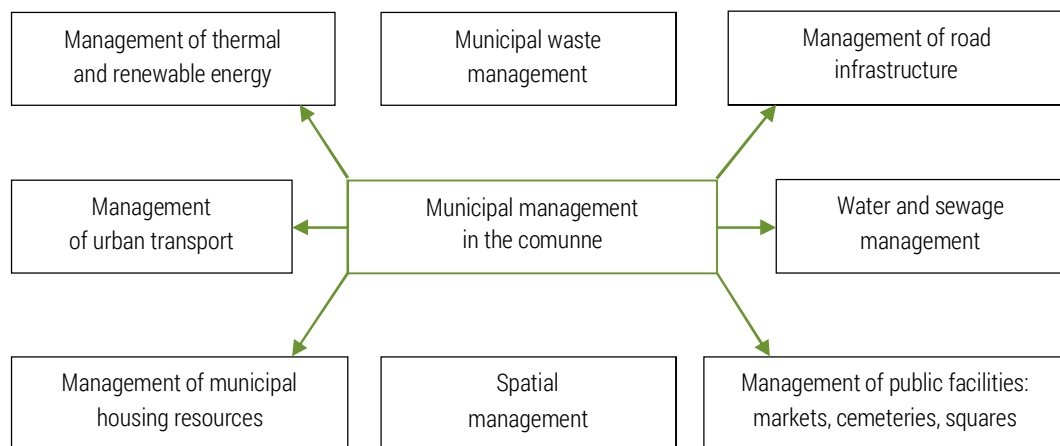 Management of thermal
and renewable energy
Municipal waste
management
Management of road
infrastructure
Management
of urban transport
Municipal management
in the comunne
Water and sewage
management
Management of municipal
housing resources
Spatial
management
Management of public facilities:
markets, cemeteries, squares